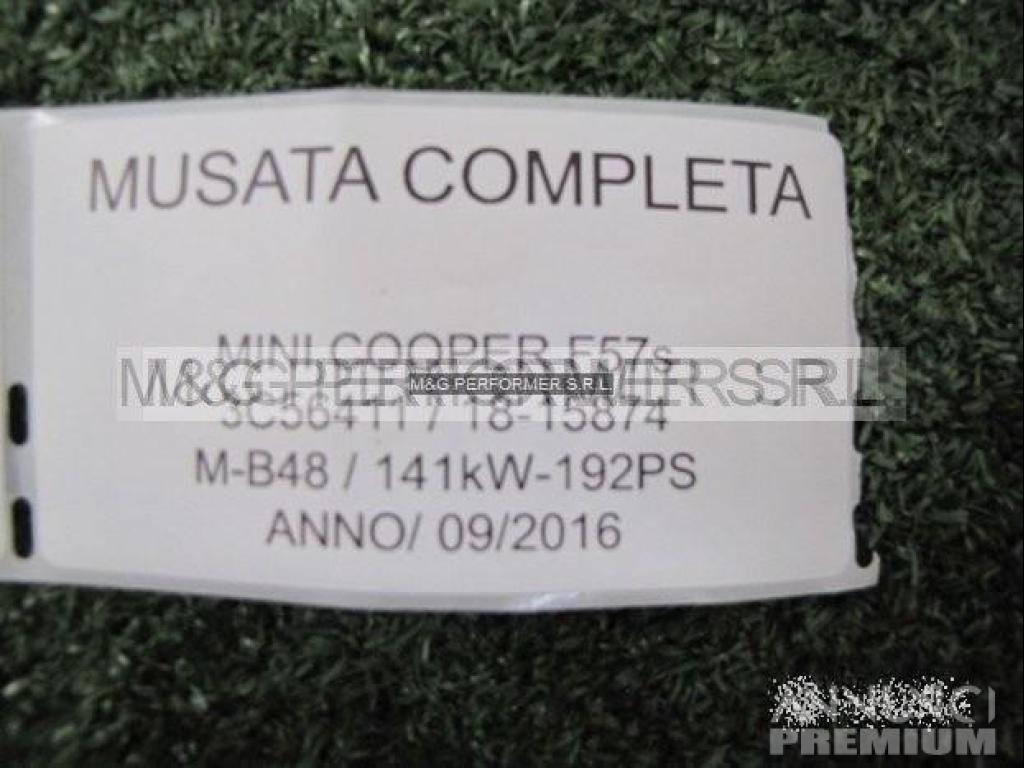 MUSATA COMPLETA
MINI COOPER F57s
M&G PERFORMER S.R.L.
3C56411 / 18-15874
M-B48 / 141kW-192PS
ANNO/ 09/2016
PREMIUM